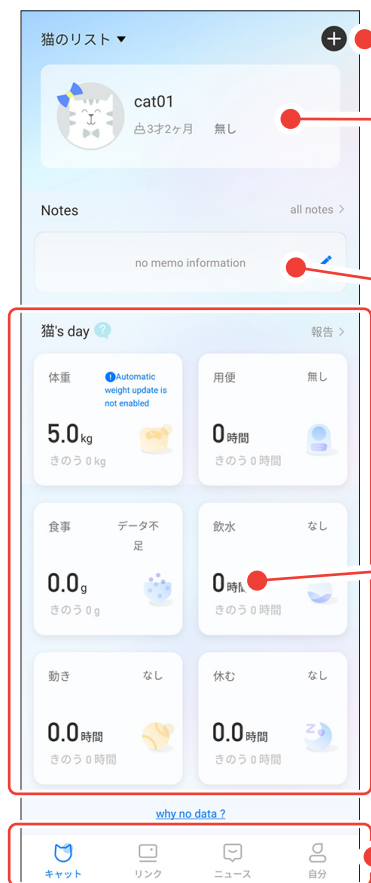 猫のリスト
cat01
3才2ヶ月 無し
Notes all notes
no memo information
猫's day 報告
体重 Automatic weight update is not enabled
5.0kg
きのう 0 kg
用便 無し
0時間
きのう 0 時間
食事 データ不足
0.0g
きのう 0 g
飲水 なし
0時
きのう 0 時間
動き なし
0.0時間
きのう 0 時間
休む なし
0.0時間
きのう 0 時間
why no data ?
キャット リンク ニュース 自分